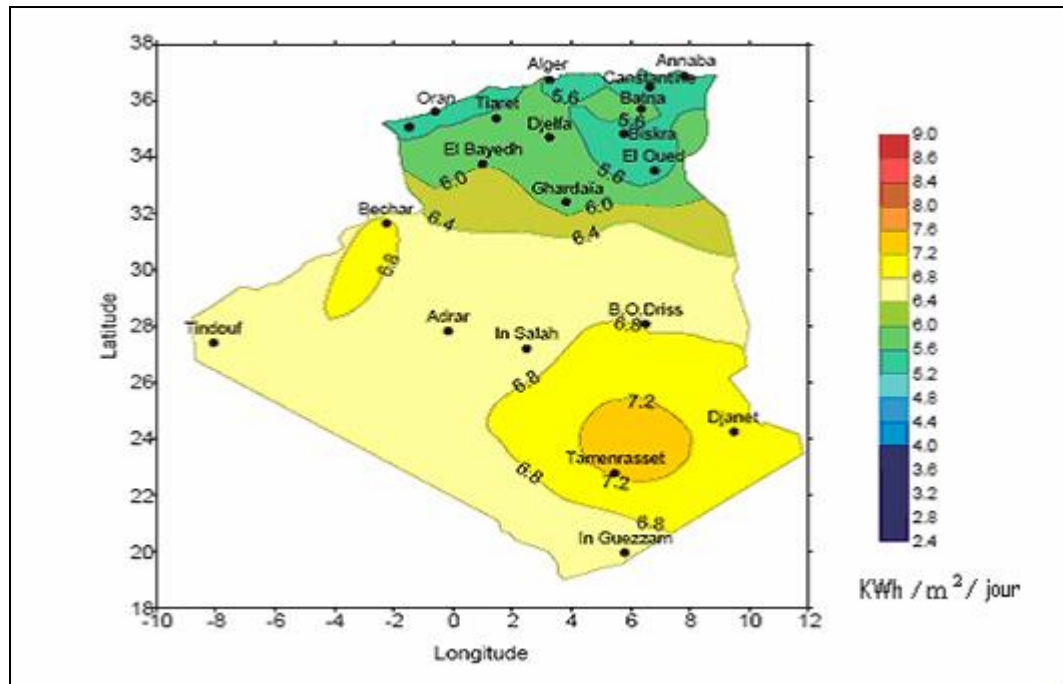 38
36
34
32
30
28
26
24
22
20
18
Latitude
-10 -8 -6 -4 -2 0 2 4 6 8 10 12
Longitude
Alger
Annaba
Canstantine
Oran
Tiaret
Batna
5.6
5.6
Djelfa
Biskra
El Bayedh
El Oued
5.6
6.0
Ghardaïa
6.0
Bechar
6.4
6.4
6.8
Tindouf
Adrar
B.O.Driss
6.8
In Salah
6.8
7.2
Djanet
Tamenrasset
7.2
6.8
6.8
In Guezzam
9.0
8.6
8.4
8.0
7.6
7.2
6.8
6.4
6.0
5.6
5.2
4.8
4.4
4.0
3.6
3.2
2.8
2.4
KWh /m²/ jour